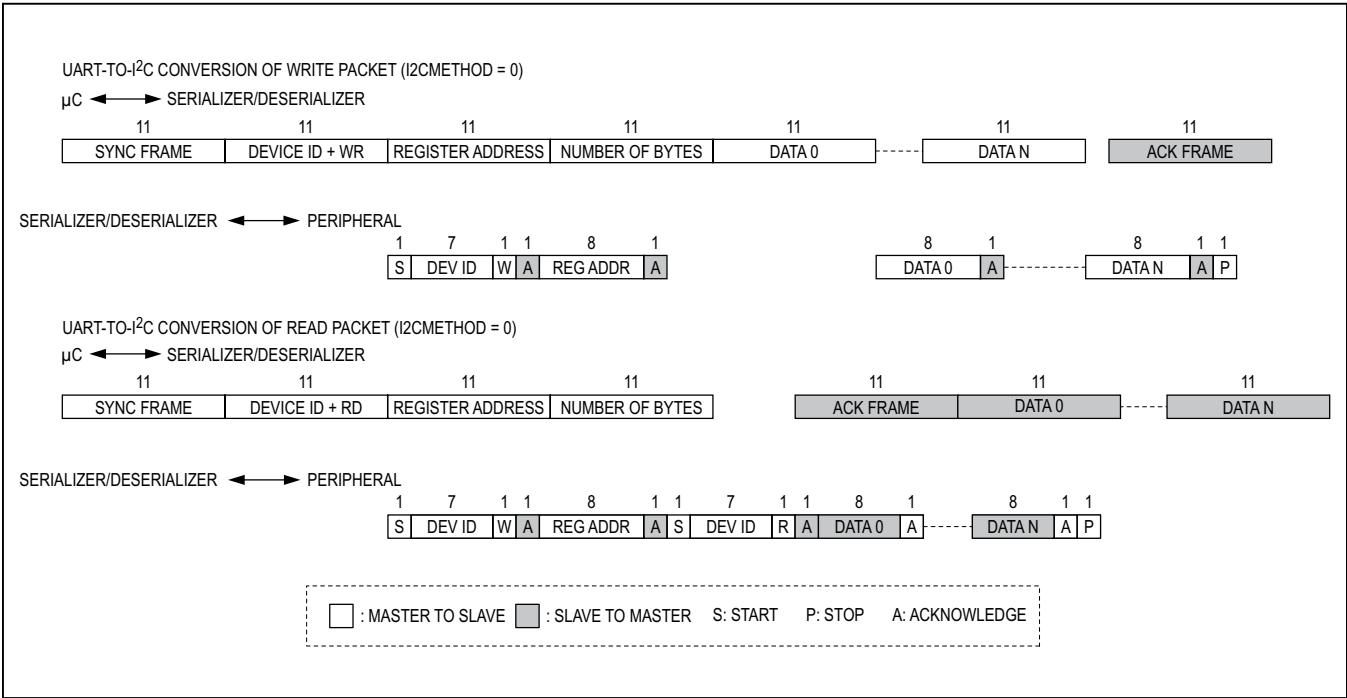 UART-TO-I2C CONVERSION OF WRITE PACKET (I2CMETHOD = 0)
µC SERIALIZER/DESERIALIZER
11 11 11 11 11 11 11
SYNC FRAME DEVICE ID + WR REGISTER ADDRESS NUMBER OF BYTES DATA 0 DATA N ACK FRAME
SERIALIZER/DESERIALIZER PERIPHERAL
1 7 1 1 8 1 8 1 8 1 1
S DEV ID W A REG ADDR A DATA 0 A DATA N A P
UART-TO-I2C CONVERSION OF READ PACKET (I2CMETHOD = 0)
µC SERIALIZER/DESERIALIZER
11 11 11 11 11 11 11
SYNC FRAME DEVICE ID + RD REGISTER ADDRESS NUMBER OF BYTES ACK FRAME DATA 0 DATA N
SERIALIZER/DESERIALIZER PERIPHERAL
1 7 1 1 8 1 1 7 1 1 8 1 8 1 1
S DEV ID W A REG ADDR A S DEV ID R A DATA 0 A DATA N A P
: MASTER TO SLAVE : SLAVE TO MASTER S: START P: STOP A: ACKNOWLEDGE